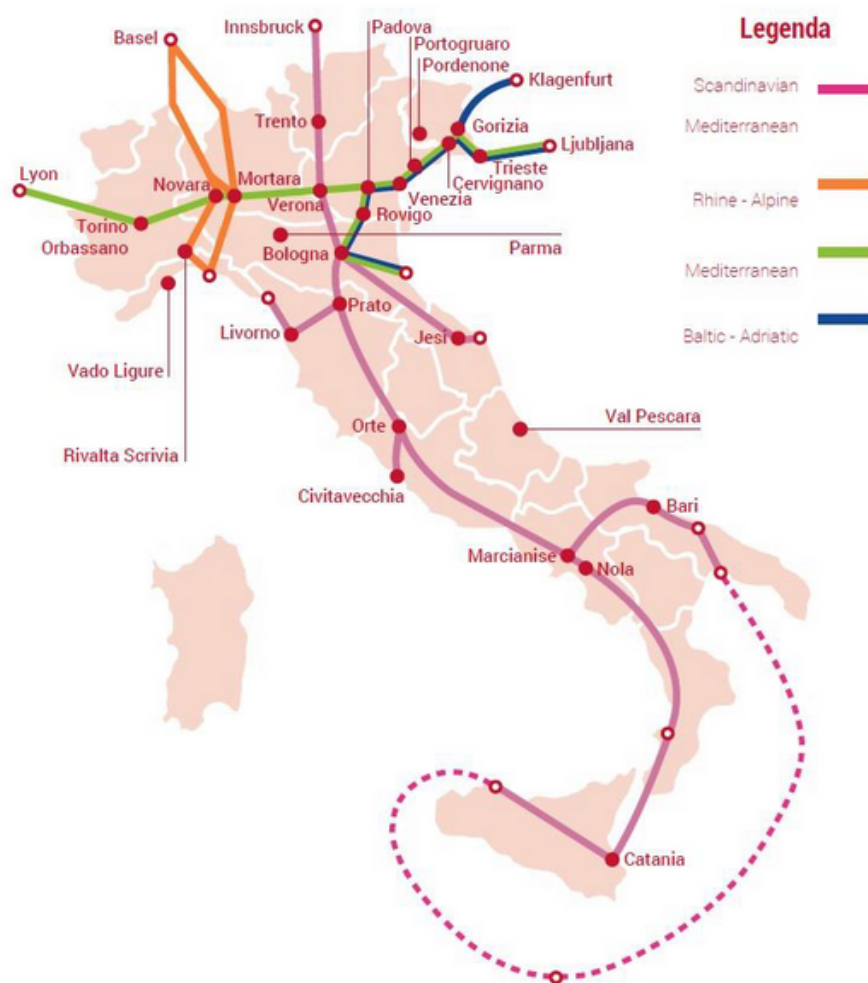 Legenda
Scandinavian
Mediterranean
Rhine - Alpine
Mediterranean
Baltic - Adriatic
Innsbruck
Basel
Padova
Portogruaro
Pordenone
Klagenfurt
Trento
Gorizia
Ljubljana
Lyon
Novara
Mortara
Verona
Venezia
Trieste
Cervignano
Torino
Orbassano
Rovigo
Bologna
Parma
Prato
Livorno
Jesi
Vado Ligure
Rivalta Scrivia
Orte
Val Pescara
Civitavecchia
Bari
Marcianise
Nola
Catania